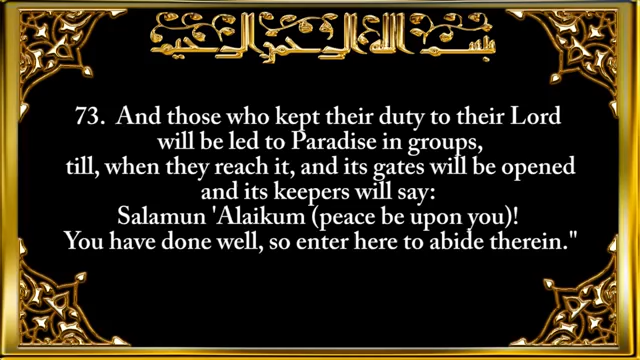 بسم الله الرحمن الرحيم
73. And those who kept their duty to their Lord
will be led to Paradise in groups,
till, when they reach it, and its gates will be opened
and its keepers will say:
Salamun 'Alaikum (peace be upon you)!
You have done well, so enter here to abide therein."